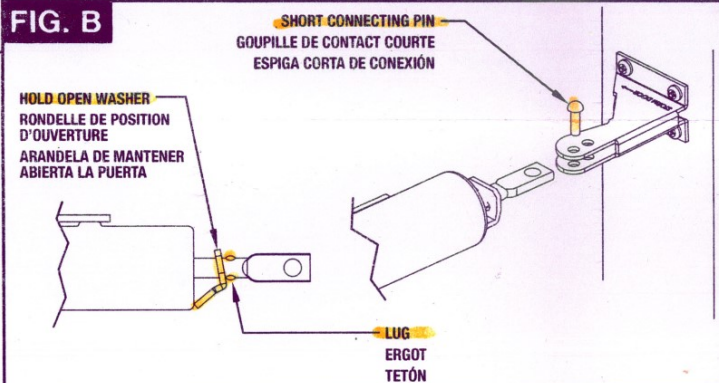 FIG. B
SHORT CONNECTING PIN
GOUPILLE DE CONTACT COURTE
ESPIGA CORTA DE CONEXIÓN
HOLD OPEN WASHER
RONDELLE DE POSITION
D'OUVERTURE
ARANDELA DE MANTENER
ABIERTA LA PUERTA
LUG
ERGOT
TETÓN